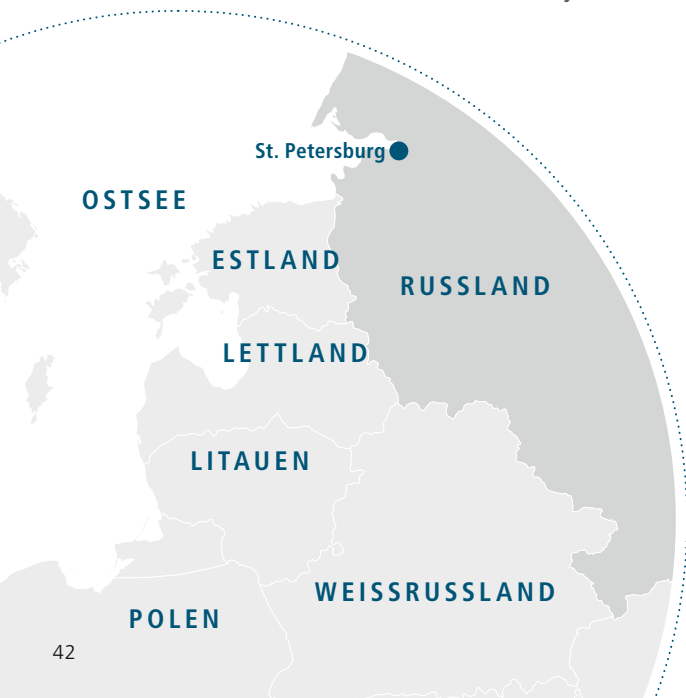 St. Petersburg
OSTSEE
ESTLAND
RUSSLAND
LETTLAND
LITAUEN
WEISSRUSSLAND
POLEN
42